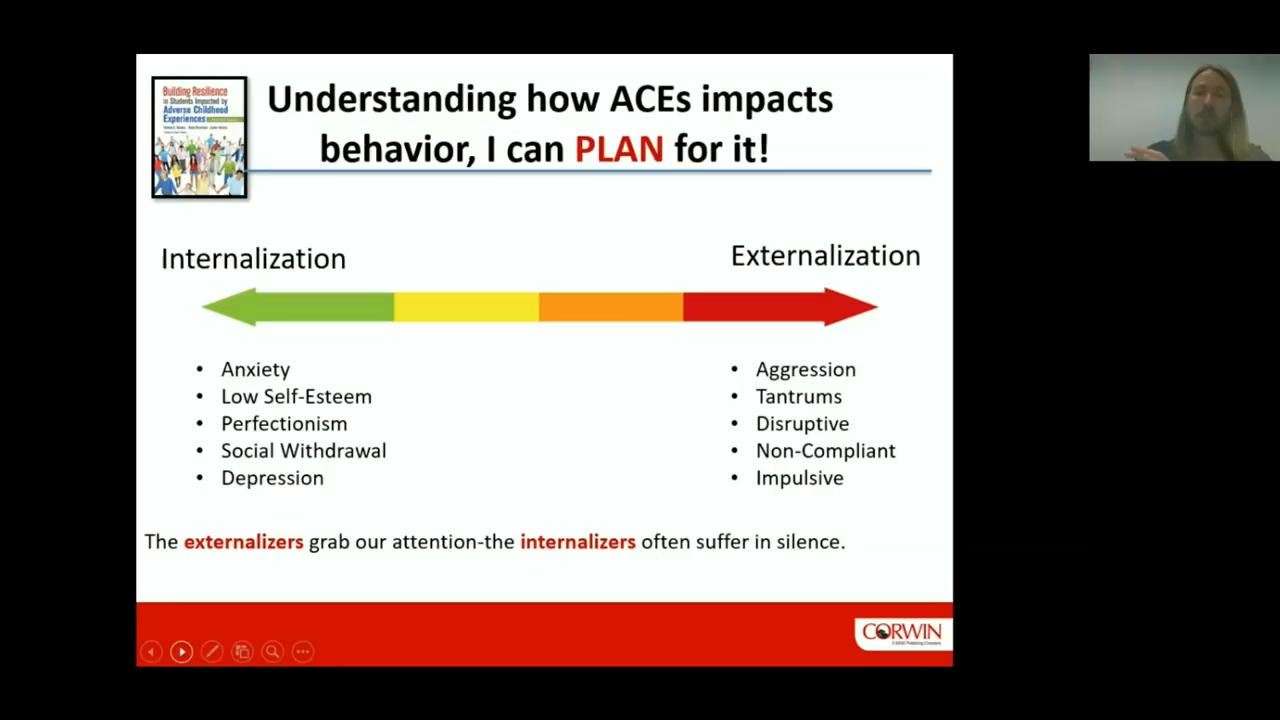 Building Resilience
in Students Impacted by
Adverse Childhood
Experiences
Understanding how ACEs impacts
behavior, I can PLAN for it!
Internalization
Externalization
• Anxiety
• Low Self-Esteem
• Perfectionism
• Social Withdrawal
• Depression
• Aggression
• Tantrums
• Disruptive
• Non-Compliant
• Impulsive
The externalizers grab our attention-the internalizers often suffer in silence.
CORWIN